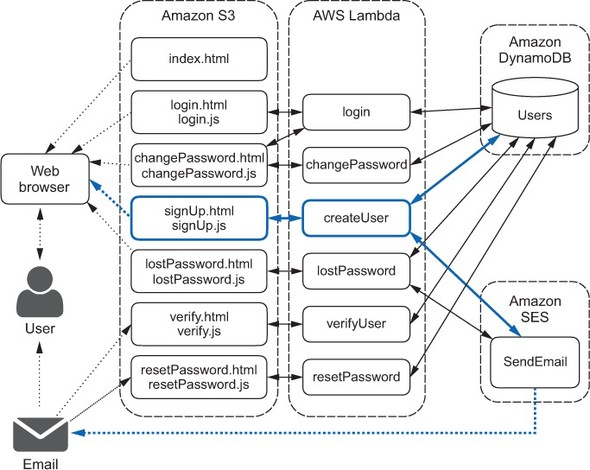 Amazon S3
AWS Lambda
index.html
Amazon
DynamoDB
login.html
login.js
login
Users
Web
browser
changePassword.html
changePassword.js
changePassword
signUp.html
signUp.js
createUser
User
lostPassword.html
lostPassword.js
lostPassword
Amazon
SES
verify.html
verify.js
verifyUser
SendEmail
resetPassword.html
resetPassword.js
resetPassword
Email